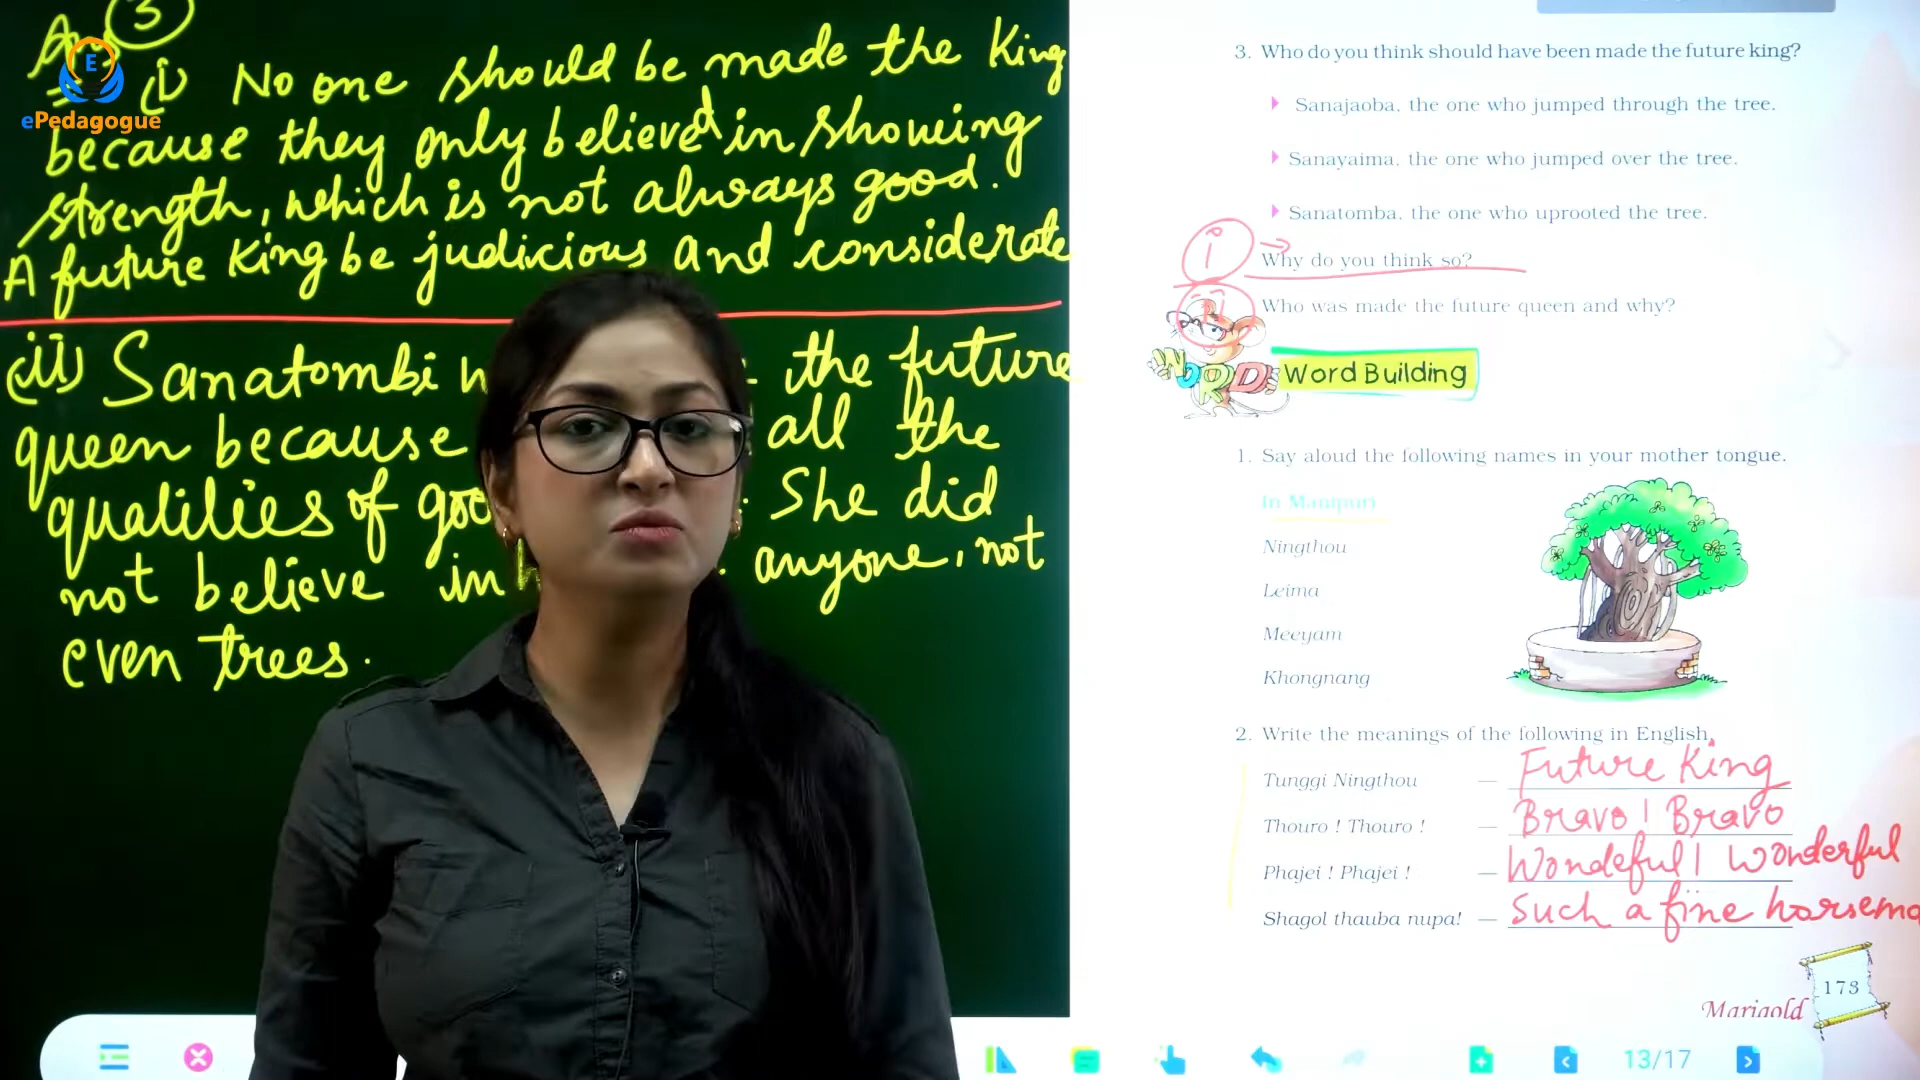 Ans 3
(i) No one should be made the King
because they only believed in showing
strength, which is not always good.
A future King be judicious and considerate
(ii) Sanatombi the future
queen because all the
qualities of She did
not believe in anyone, not
even trees.
E
ePedagogue
3. Who do you think should have been made the future king?
Sanajaoba, the one who jumped through the tree.
Sanayaima, the one who jumped over the tree.
Sanatomba, the one who uprooted the tree.
i → Why do you think so?
Who was made the future queen and why?
WORD Word Building
1. Say aloud the following names in your mother tongue.
In Manipuri
Ningthou
Leima
Meeyam
Khongnang
2. Write the meanings of the following in English.
Tunggi Ningthou — Future King
Thouro ! Thouro ! — Bravo ! Bravo
Phajei ! Phajei ! — Wondeful ! Wonderful
Shagol thauba nupa! — Such a fine horsema
173
Marigold
13/17